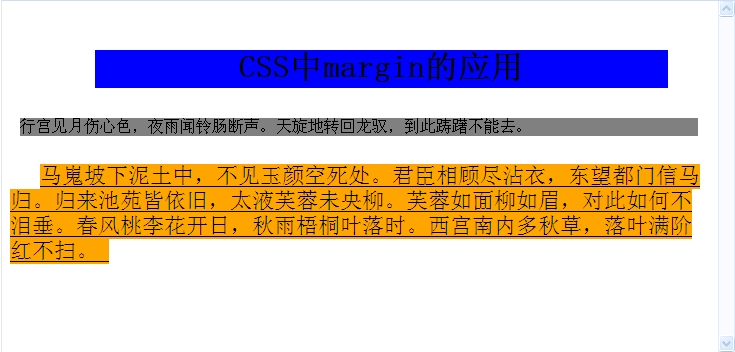 CSS中margin的应用
行宫见月伤心色，夜雨闻铃肠断声。天旋地转回龙驭，到此踌躇不能去。
马嵬坡下泥土中，不见玉颜空死处。君臣相顾尽沾衣，东望都门信马
归。归来池苑皆依旧，太液芙蓉未央柳。芙蓉如面柳如眉，对此如何不
泪垂。春风桃李花开日，秋雨梧桐叶落时。西宫南内多秋草，落叶满阶
红不扫。